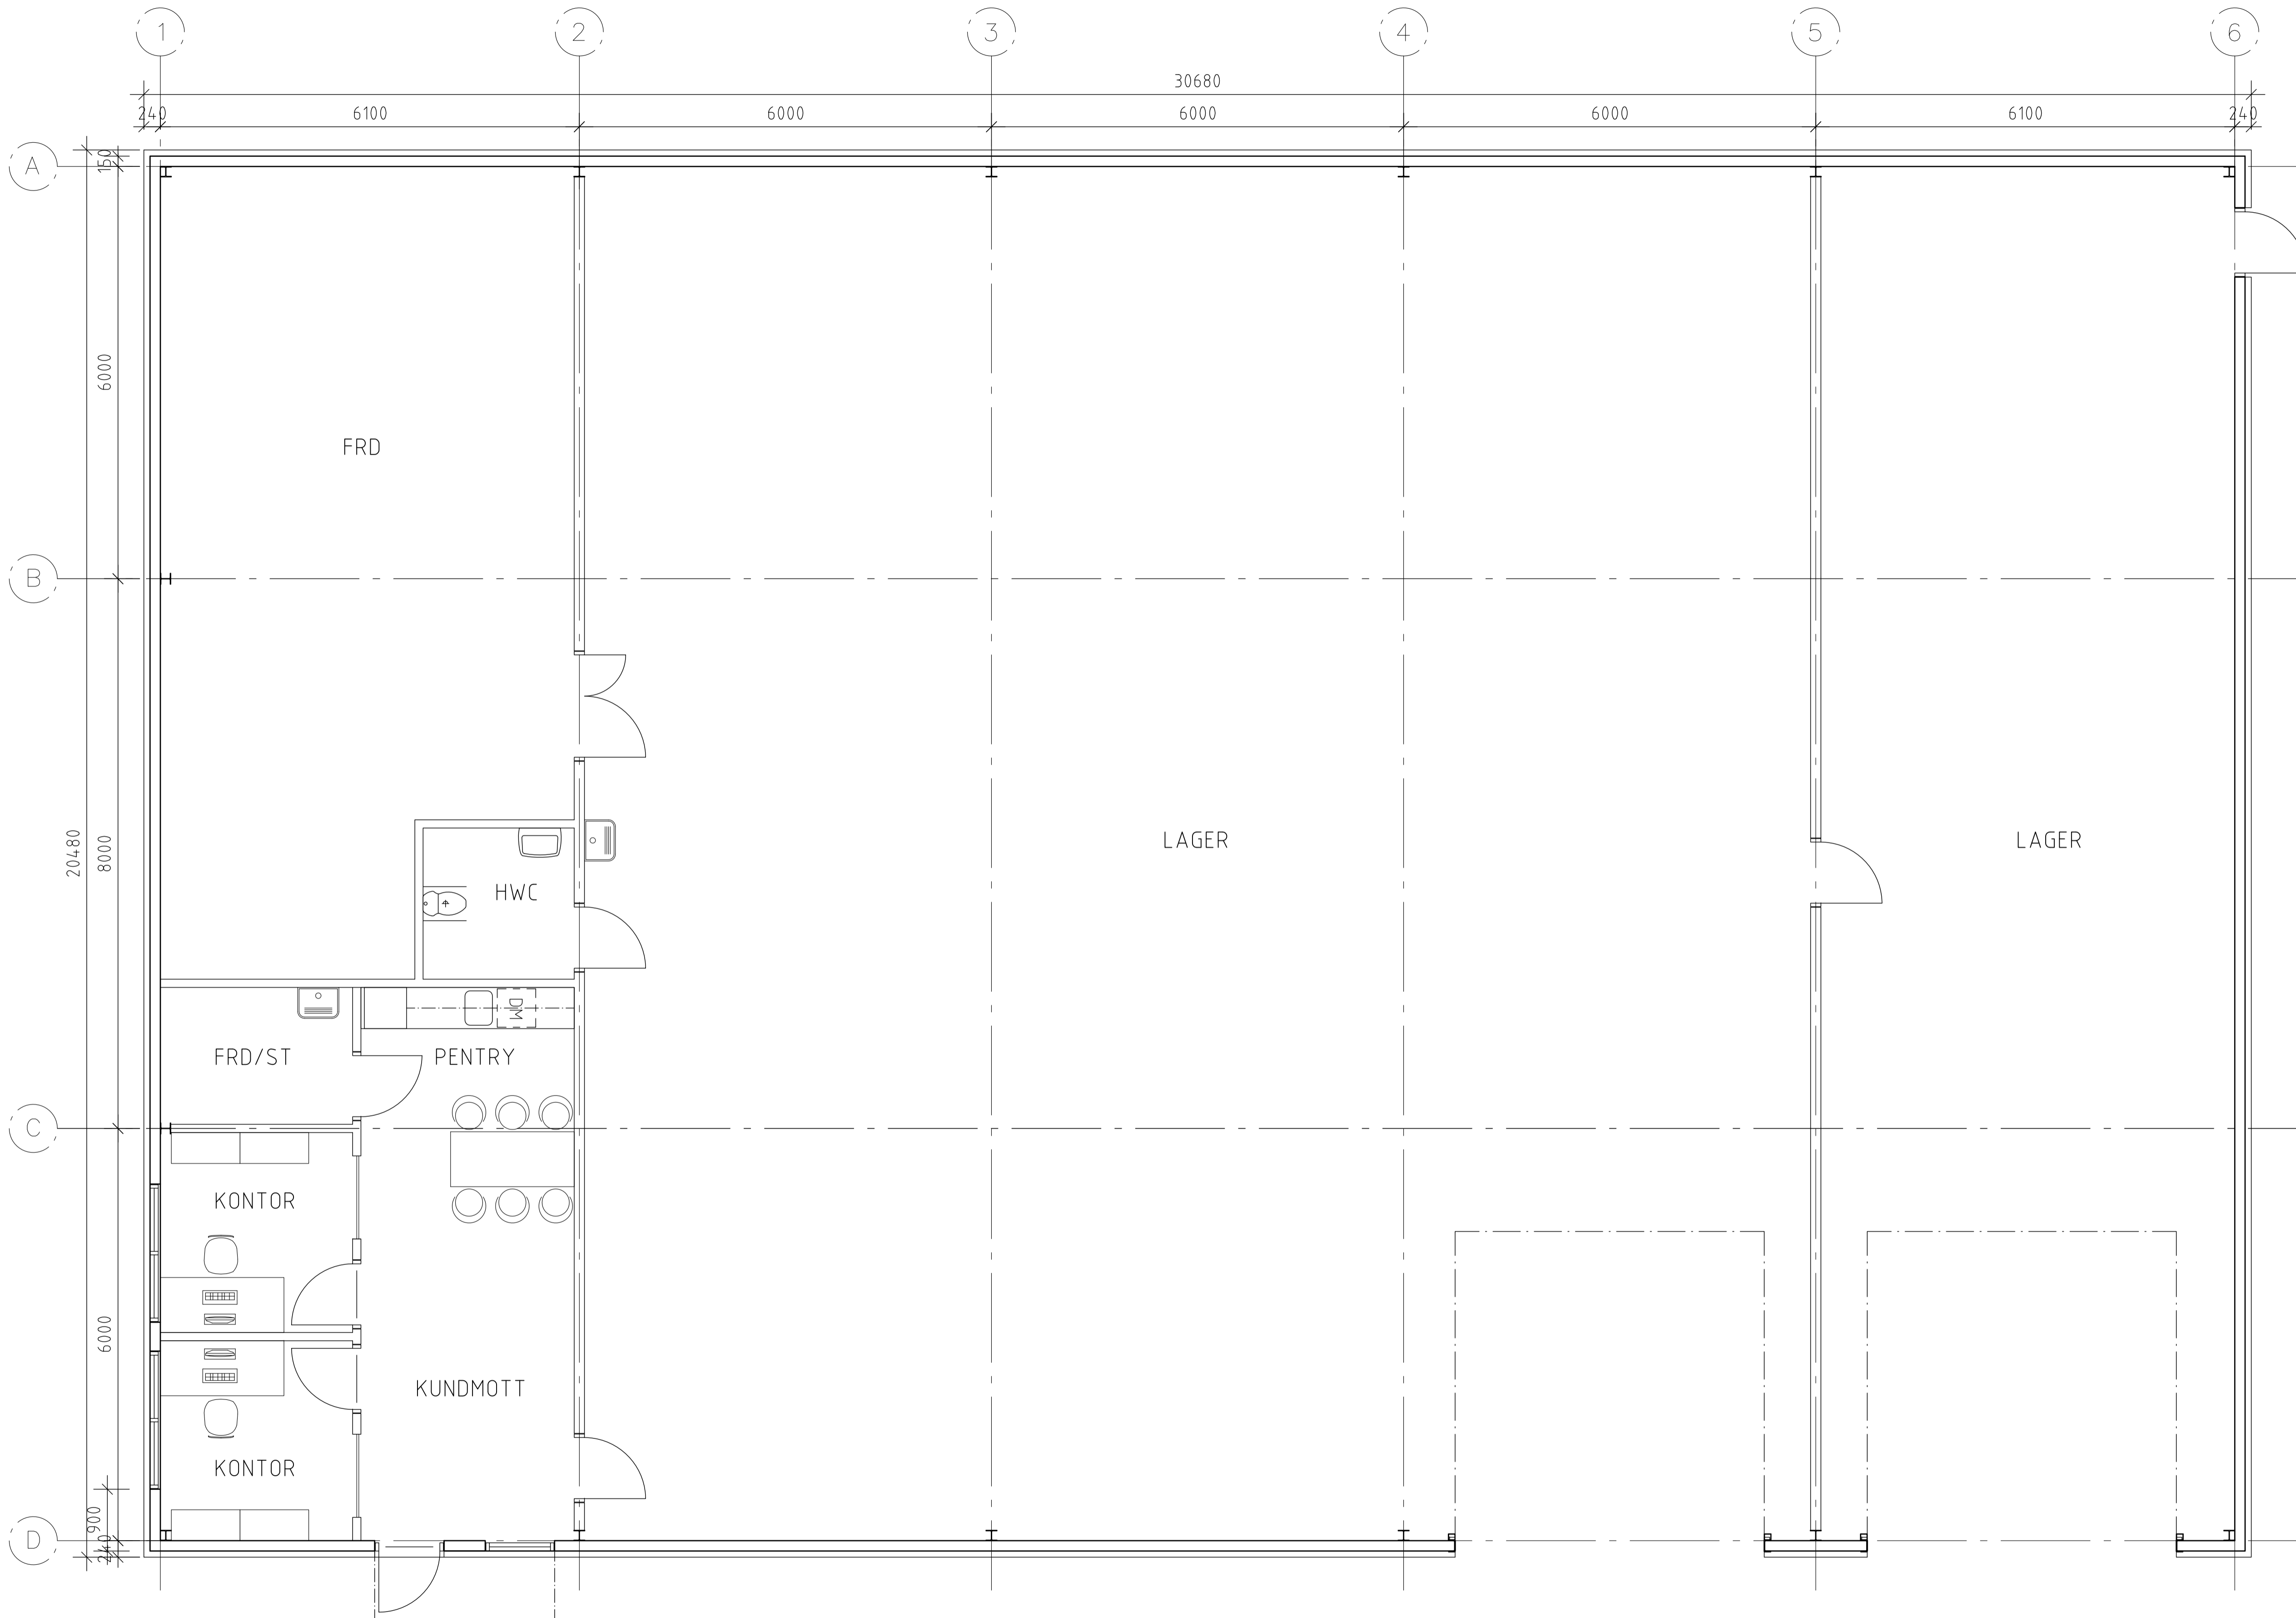 1 2 3 4 5 6
30680
240 6100 6000 6000 6000 6100 240
A
150
6000
FRD
B
20480
8000
LAGER
LAGER
HWC
DM
FRD/ST
PENTRY
C
KONTOR
6000
KUNDMOTT
KONTOR
900
D
240